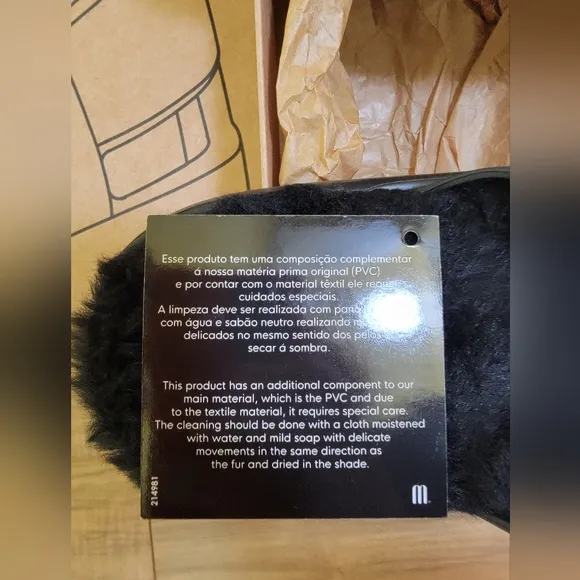 Esse produto tem uma composição complementar
á nossa matéria prima original (PVC)
e por contar com o material têxtil ele
cuidados especiais.
A limpeza deve ser realizada com
com água e sabão neutro realizando
delicados no mesmo sentido dos pelos
secar á sombra.
This product has an additional component to our
main material, which is the PVC and due
to the textile material, it requires special care.
The cleaning should be done with a cloth moistened
with water and mild soap with delicate
movements in the same direction as
the fur and dried in the shade.
214981
m